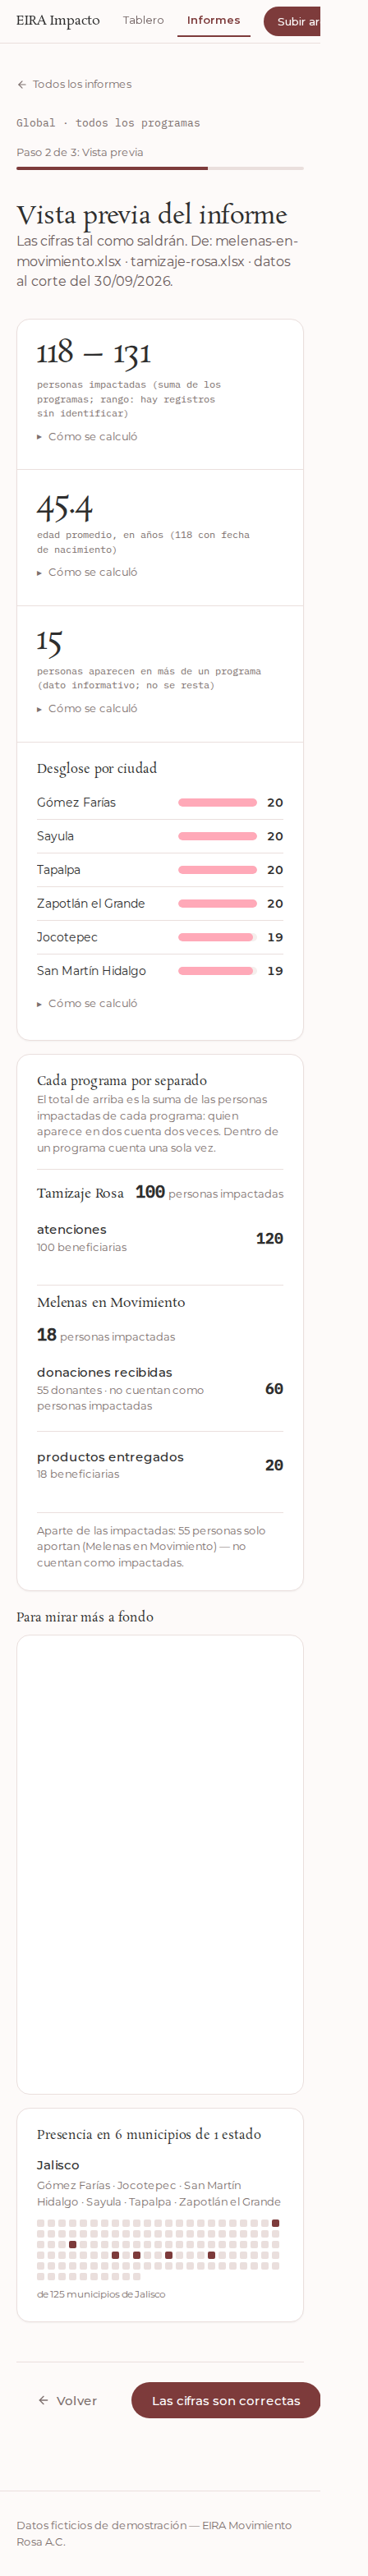 EIRA Impacto Tablero Informes Subir ar
← Todos los informes
Global · todos los programas
Paso 2 de 3: Vista previa
Vista previa del informe
Las cifras tal como saldrán. De: melenas-en-
movimiento.xlsx · tamizaje-rosa.xlsx · datos
al corte del 30/09/2026.
118 – 131
personas impactadas (suma de los
programas; rango: hay registros
sin identificar)
▸ Cómo se calculó
45.4
edad promedio, en años (118 con fecha
de nacimiento)
▸ Cómo se calculó
15
personas aparecen en más de un programa
(dato informativo; no se resta)
▸ Cómo se calculó
Desglose por ciudad
Gómez Farías 20
Sayula 20
Tapalpa 20
Zapotlán el Grande 20
Jocotepec 19
San Martín Hidalgo 19
▸ Cómo se calculó
Cada programa por separado
El total de arriba es la suma de las personas
impactadas de cada programa: quien
aparece en dos cuenta dos veces. Dentro de
un programa cuenta una sola vez.
Tamizaje Rosa 100 personas impactadas
atenciones 120
100 beneficiarias
Melenas en Movimiento
18 personas impactadas
donaciones recibidas 60
55 donantes · no cuentan como
personas impactadas
productos entregados 20
18 beneficiarias
Aparte de las impactadas: 55 personas solo
aportan (Melenas en Movimiento) — no
cuentan como impactadas.
Para mirar más a fondo
Presencia en 6 municipios de 1 estado
Jalisco
Gómez Farías · Jocotepec · San Martín
Hidalgo · Sayula · Tapalpa · Zapotlán el Grande
de 125 municipios de Jalisco
← Volver Las cifras son correctas
Datos ficticios de demostración — EIRA Movimiento
Rosa A.C.